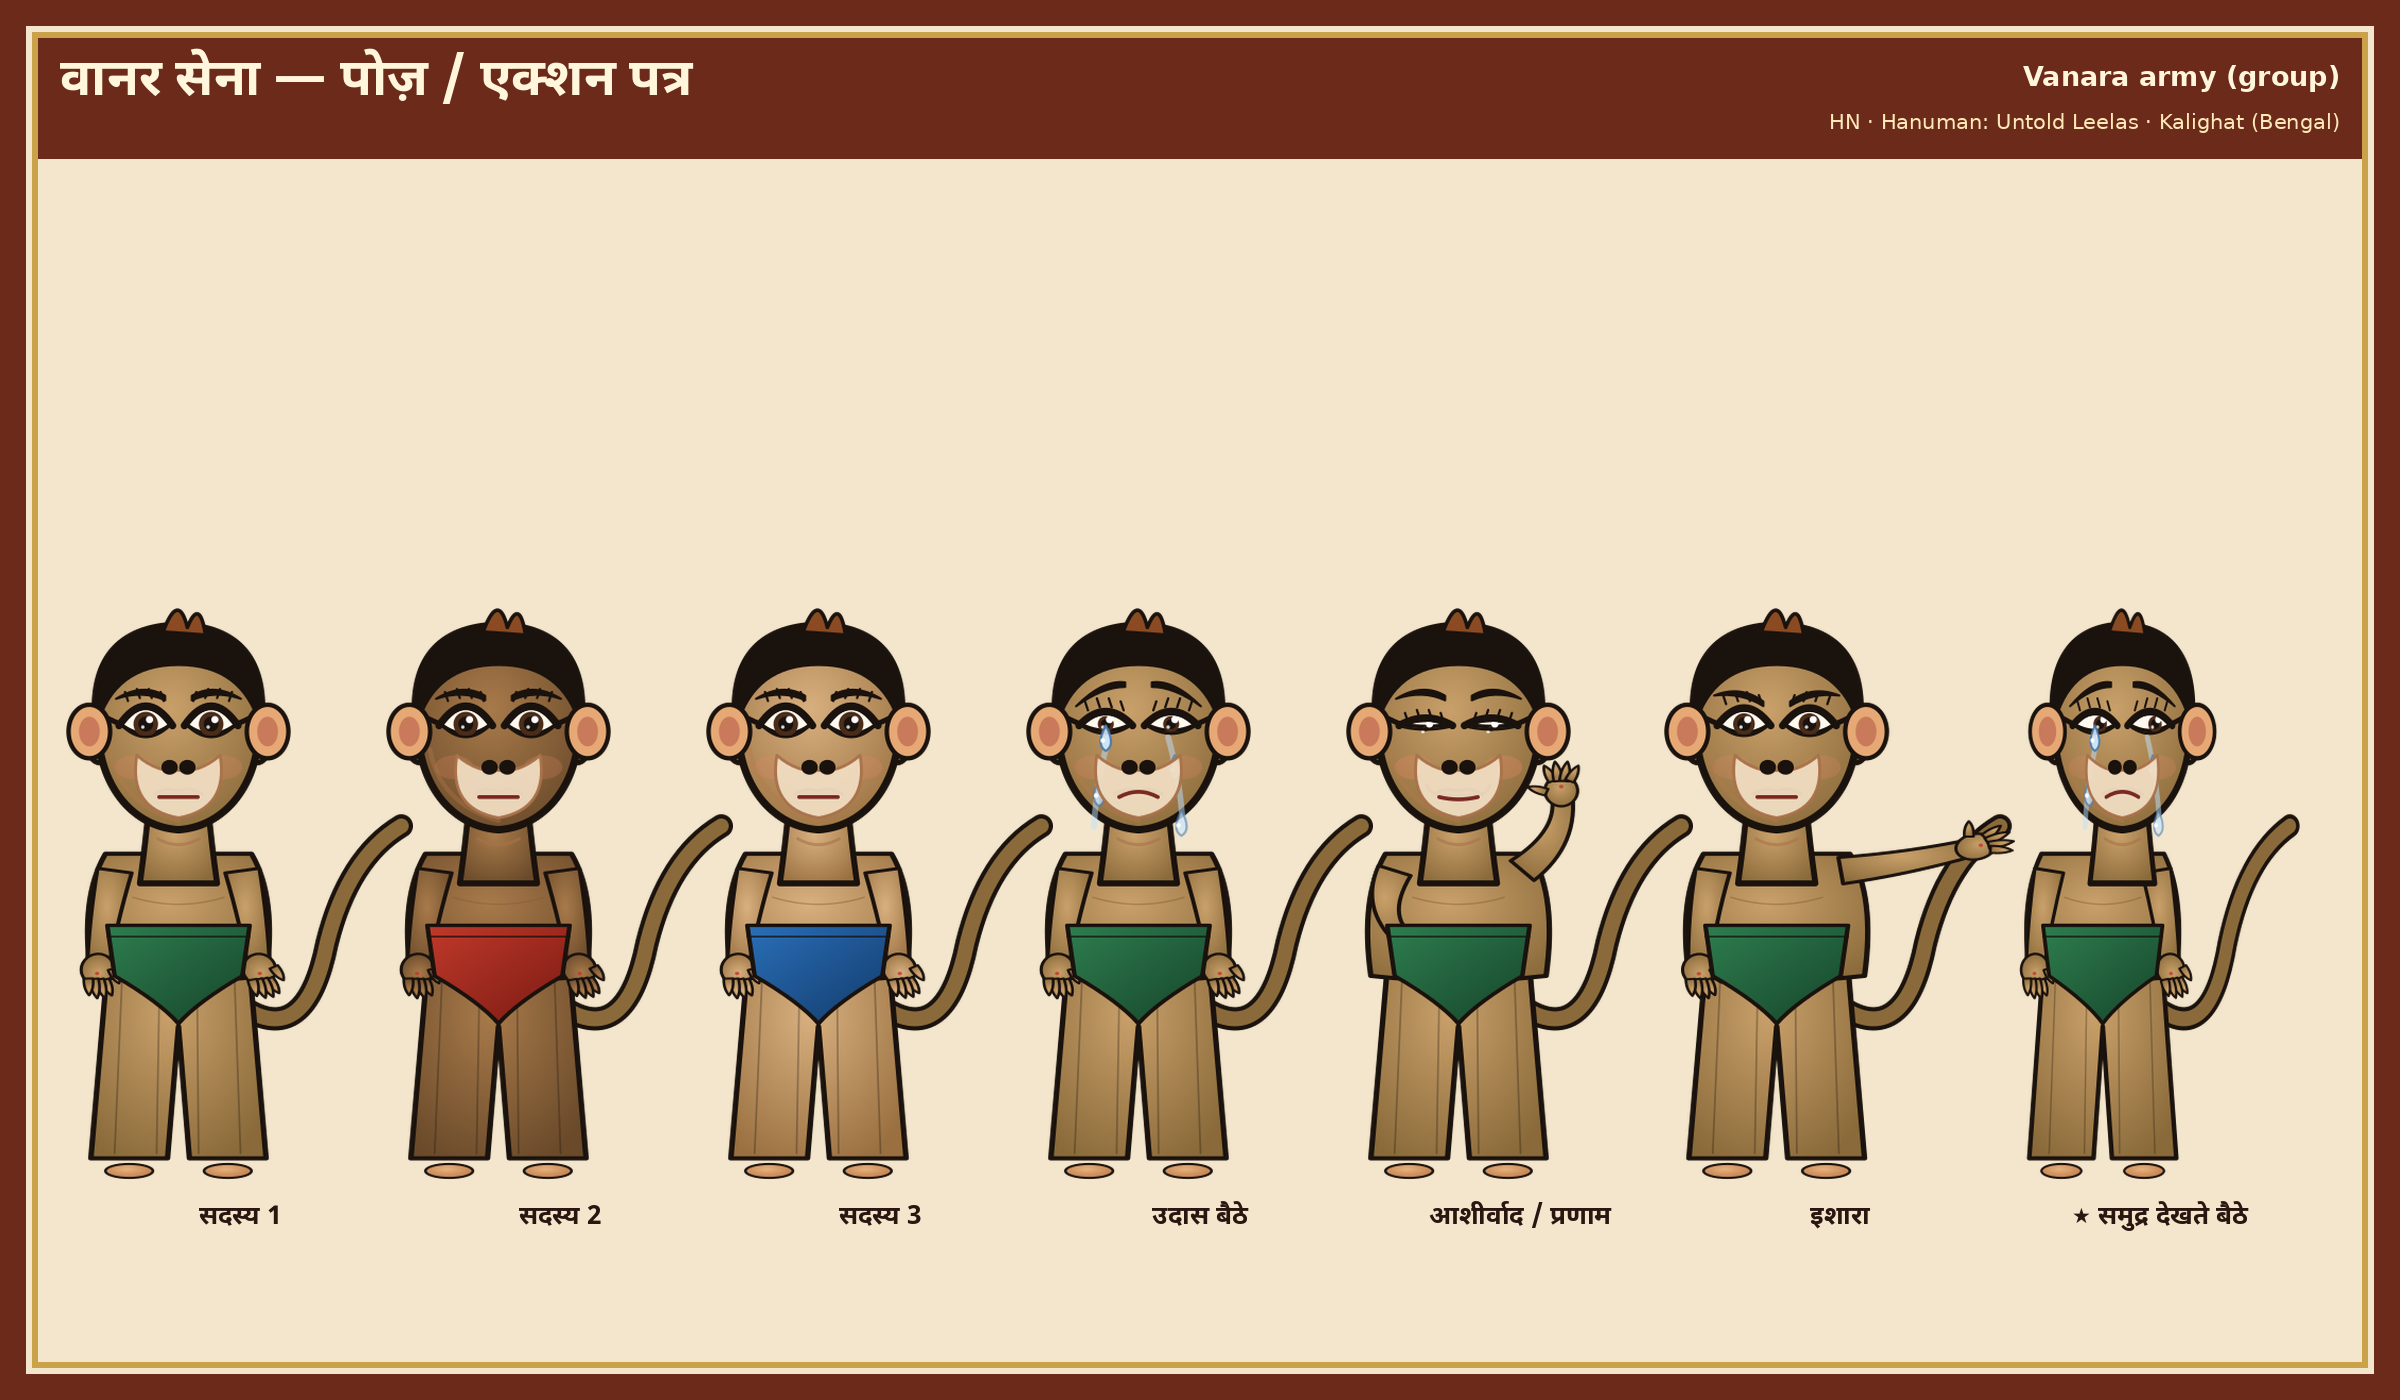 वानर सेना — पोज़ / एक्शन पत्र
Vanara army (group)
HN · Hanuman: Untold Leelas · Kalighat (Bengal)
सदस्य 1
सदस्य 2
सदस्य 3
उदास बैठे
आशीर्वाद / प्रणाम
इशारा
★ समुद्र देखते बैठे